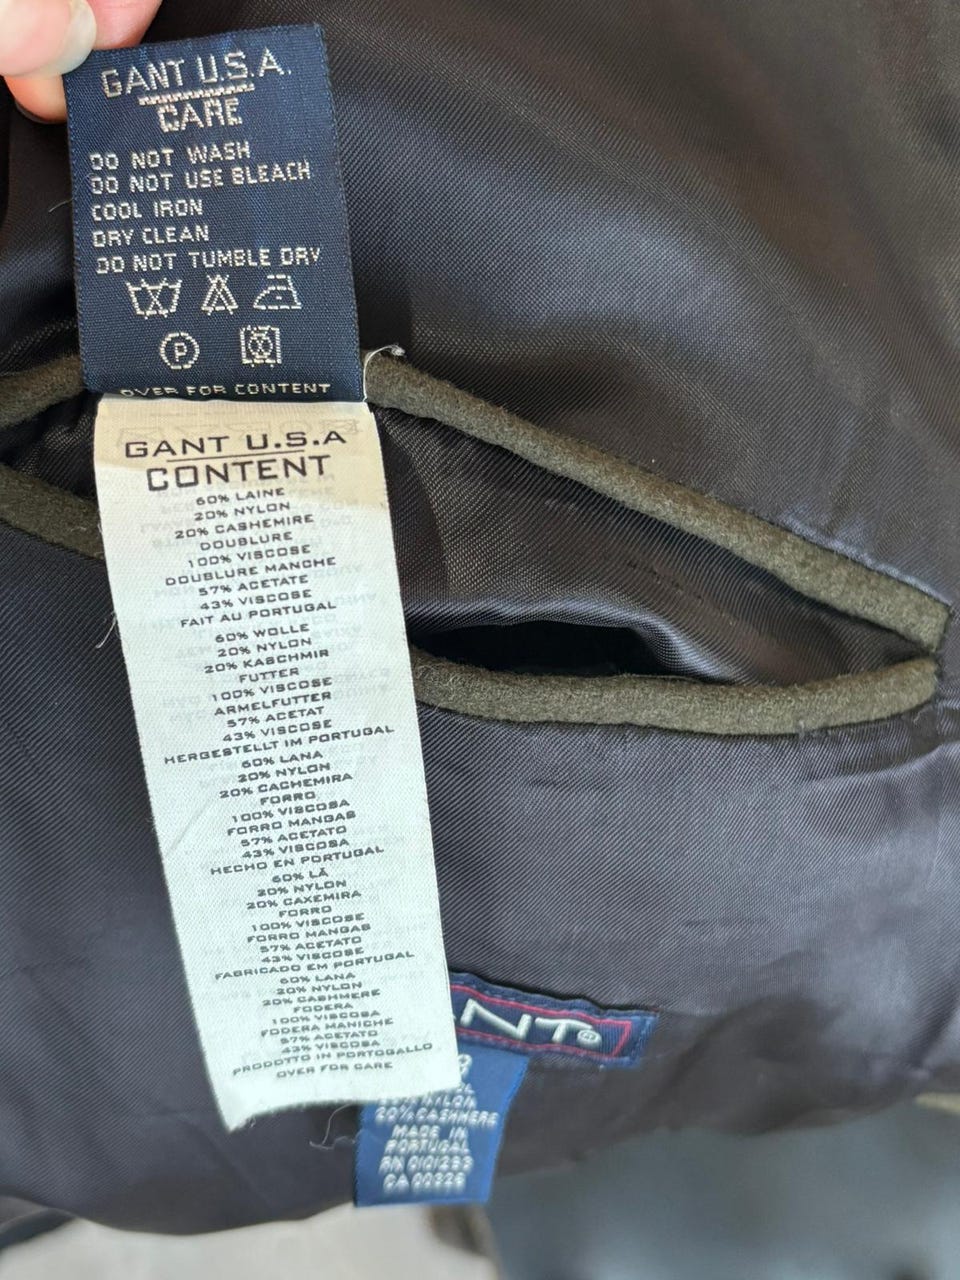 GANT U.S.A.
CARE
DO NOT WASH
DO NOT USE BLEACH
COOL IRON
DRY CLEAN
DO NOT TUMBLE DRY
P
OVER FOR CONTENT
GANT U.S.A
CONTENT
60% LAINE
20% NYLON
20% CASHEMIRE
DOUBLURE
100% VISCOSE
DOUBLURE MANCHE
57% ACETATE
43% VISCOSE
FAIT AU PORTUGAL
60% WOLLE
20% NYLON
20% KASCHMIR
FUTTER
100% VISCOSE
ARMELFUTTER
57% ACETAT
43% VISCOSE
HERGESTELLT IM PORTUGAL
60% LANA
20% NYLON
20% CACHEMIRA
FORRO
100% VISCOSA
FORRO MANGAS
57% ACETATO
43% VISCOSA
HECHO EN PORTUGAL
60% LÃ
20% NYLON
20% CAXEMIRA
FORRO
100% VISCOSE
FORRO MANGAS
57% ACETATO
43% VISCOSE
FABRICADO EM PORTUGAL
60% LANA
20% NYLON
20% CASHMERE
FODERA
100% VISCOSA
FODERA MANICHE
57% ACETATO
43% VISCOSA
PRODOTTO IN PORTOGALLO
OVER FOR CARE
NT®
NYLON
20% CASHMERE
MADE IN
PORTUGAL
RN 0101233
CA 00326